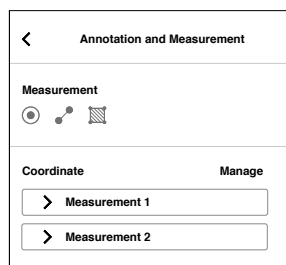 Annotation and Measurement
Measurement
Coordinate Manage
Measurement 1
Measurement 2